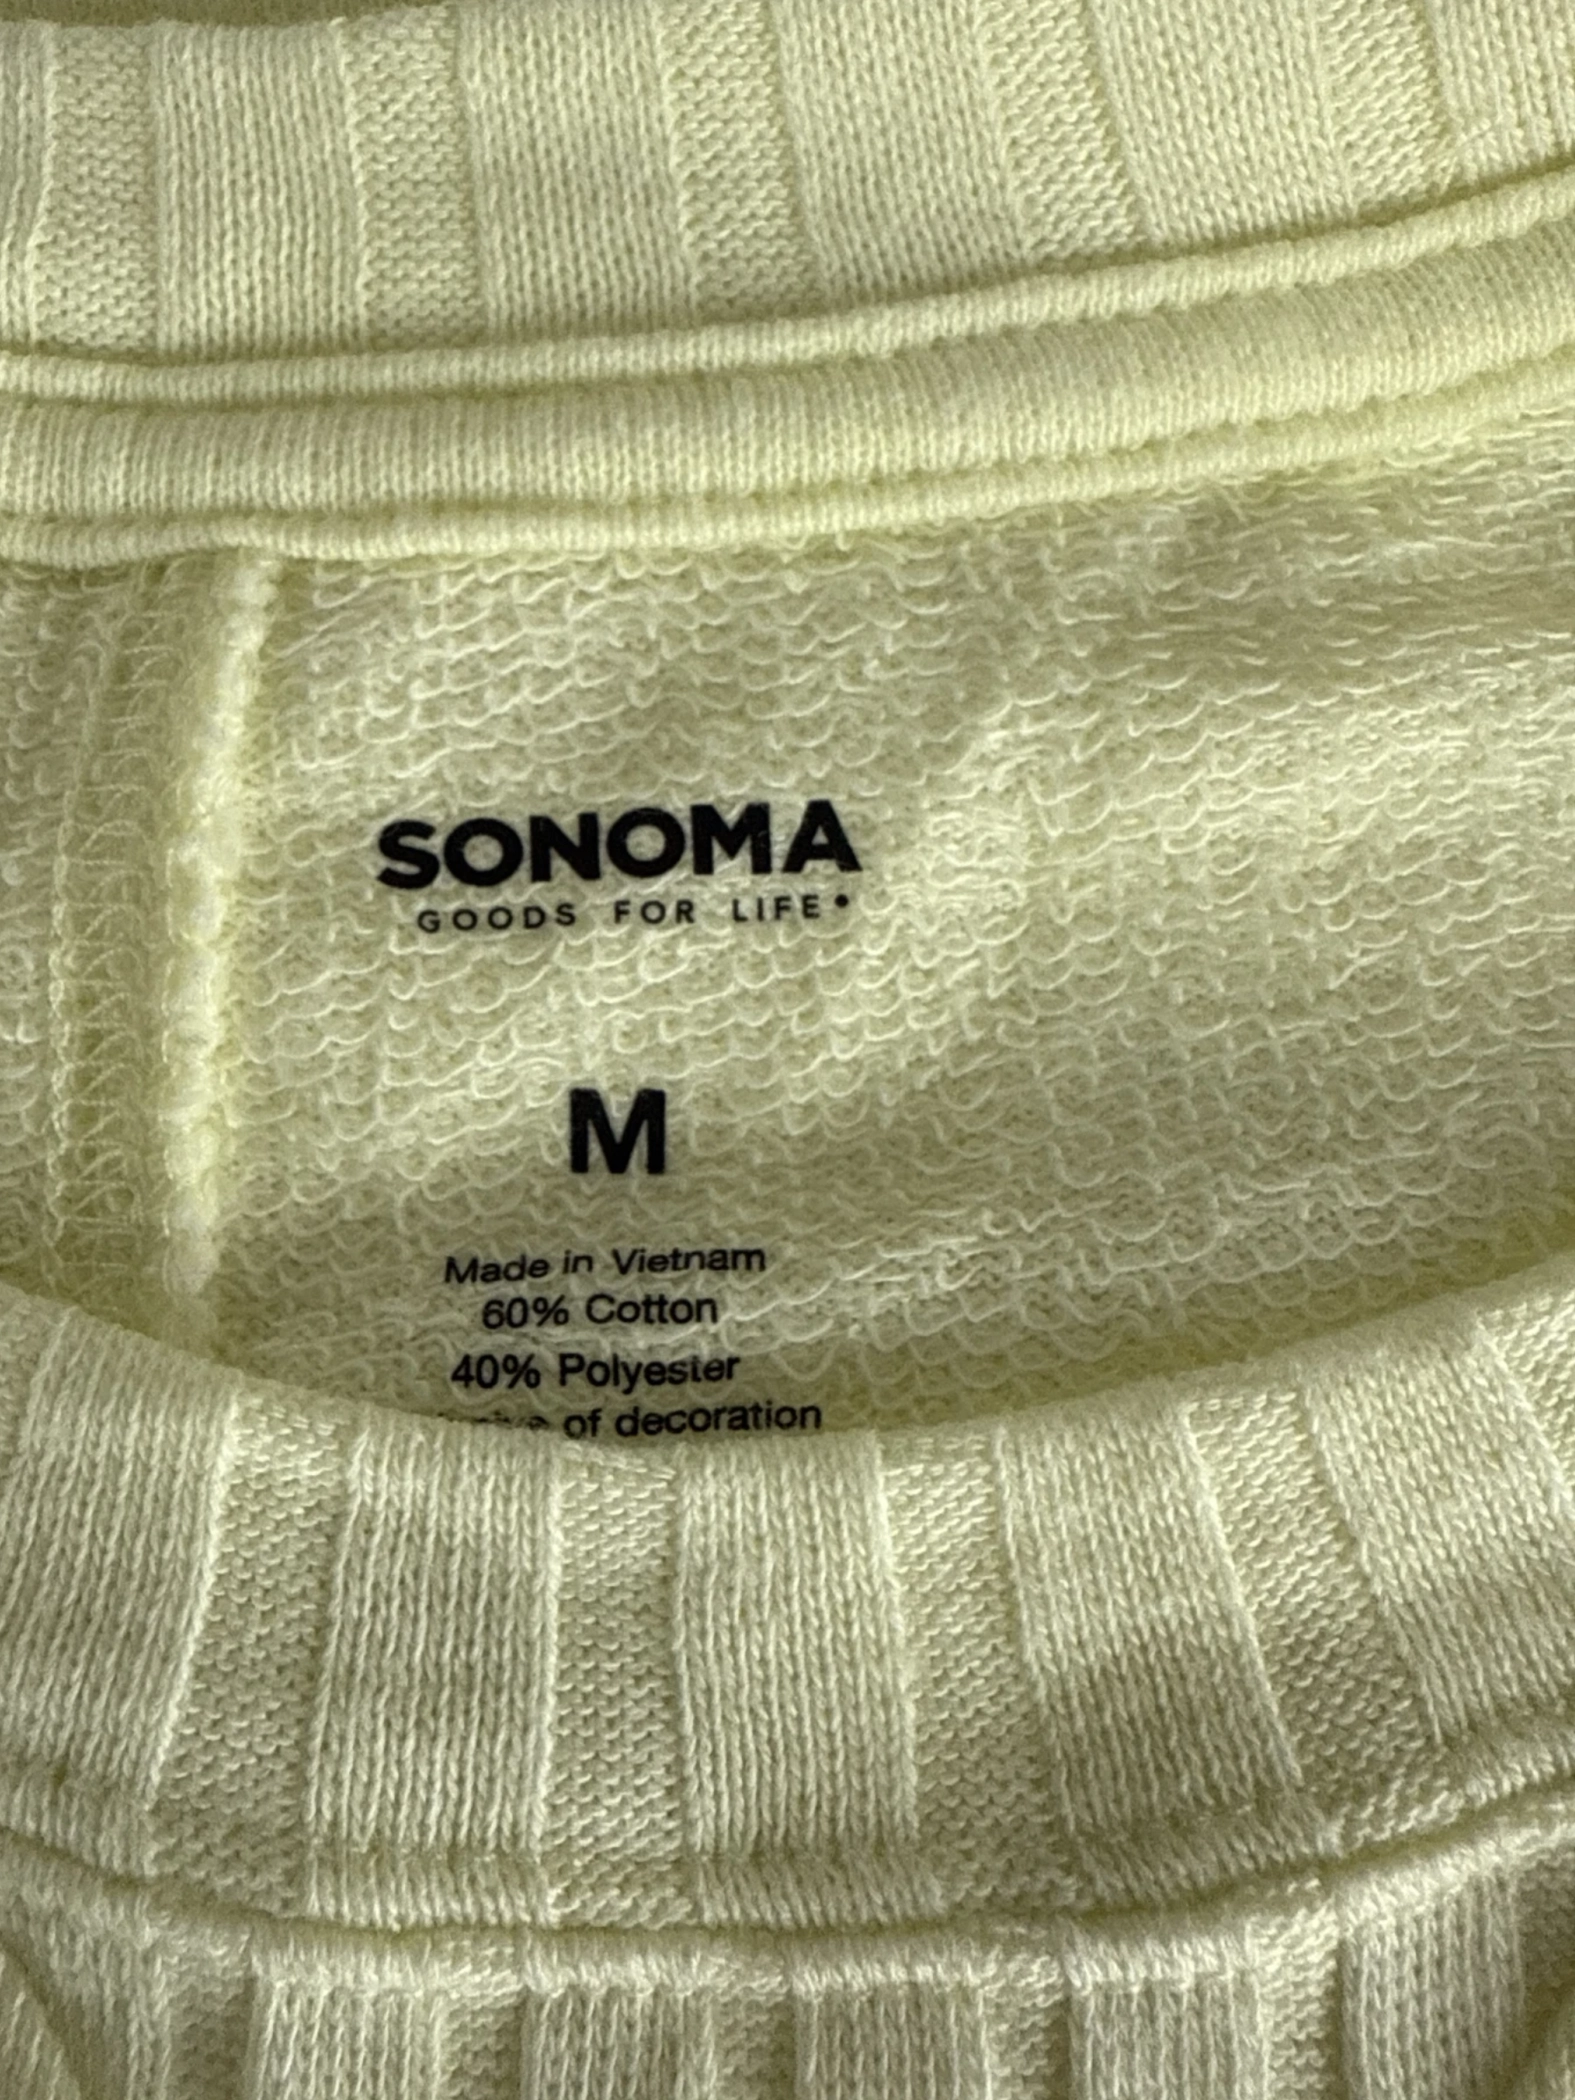 SONOMA
GOODS FOR LIFE
M
Made in Vietnam
60% Cotton
40% Polyester
of decoration